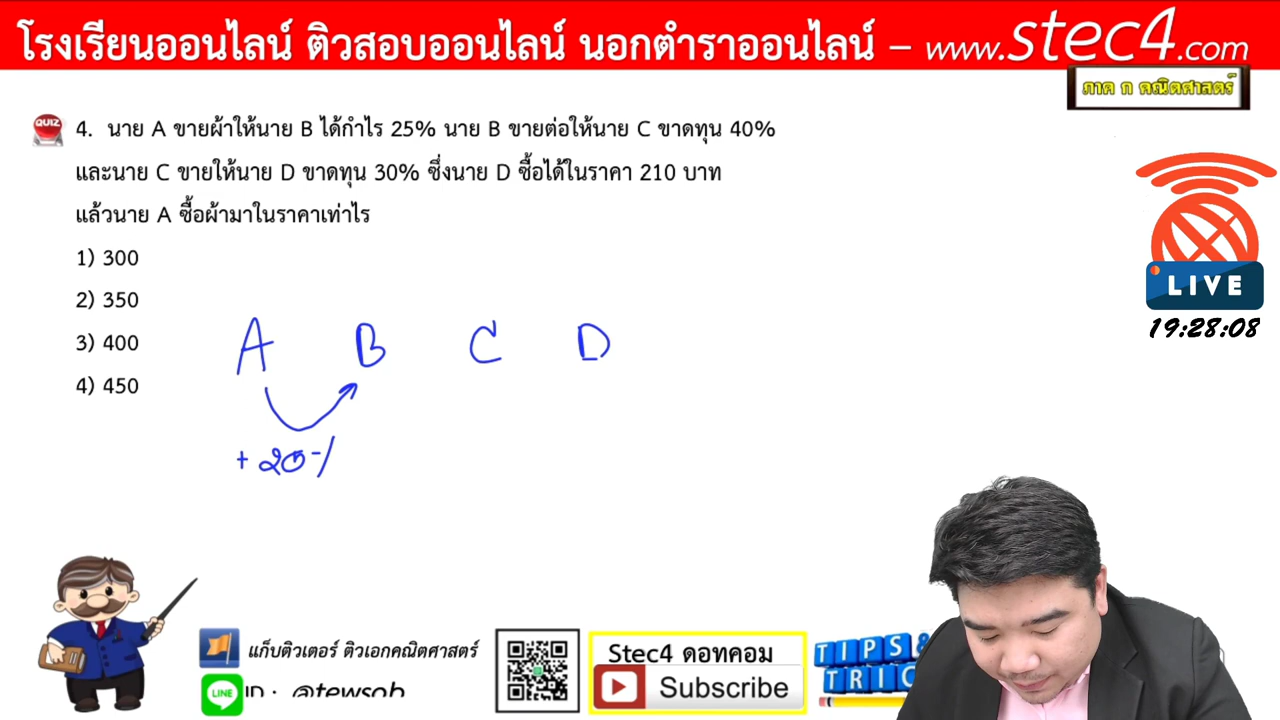 โรงเรียนออนไลน์ ติวสอบออนไลน์ นอกตำราออนไลน์ – www.stec4.com
ภาค ก คณิตศาสตร์
QUIZ
4. นาย A ขายผ้าให้นาย B ได้กำไร 25% นาย B ขายต่อให้นาย C ขาดทุน 40%
และนาย C ขายให้นาย D ขาดทุน 30% ซึ่งนาย D ซื้อได้ในราคา 210 บาท
แล้วนาย A ซื้อผ้ามาในราคาเท่าไร
1) 300
2) 350
3) 400
4) 450
LIVE
19:28:08
A B C D
+ 25%
แก็บติวเตอร์ ติวเอกคณิตศาสตร์
LINE ID : @tewsob
Stec4 ดอทคอม
Subscribe
TIPS &
TRIC